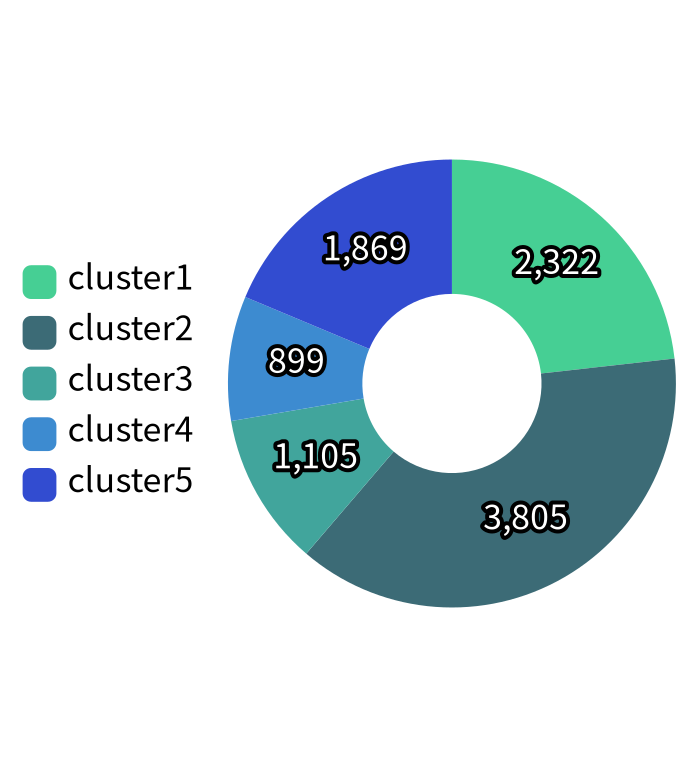 cluster1
cluster2
cluster3
cluster4
cluster5
1,869
2,322
899
1,105
3,805